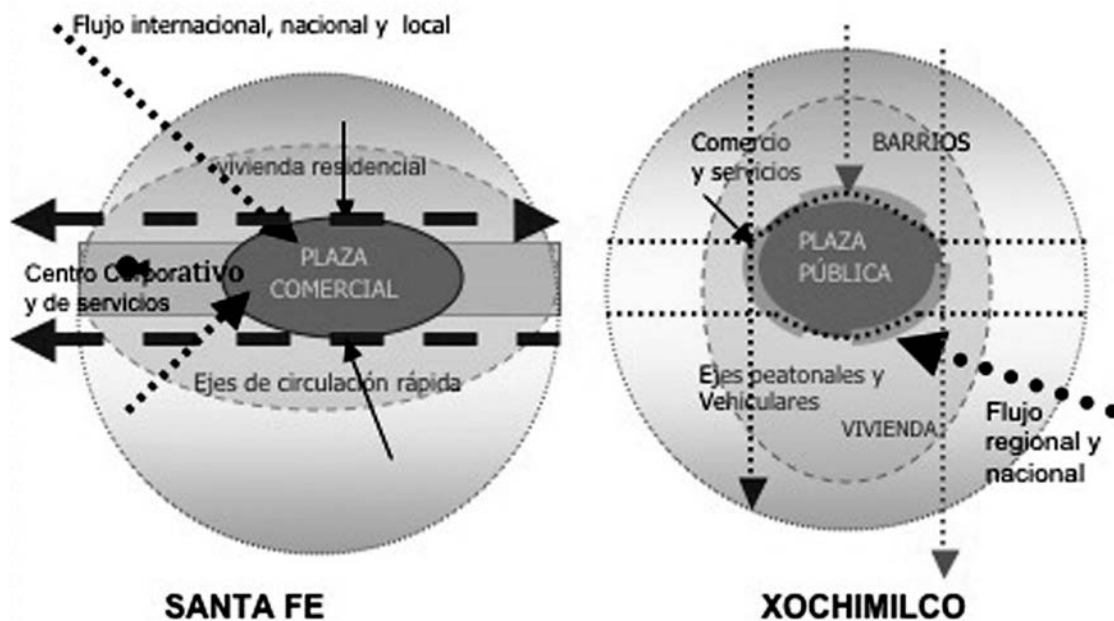 Flujo internacional, nacional y local
vivienda residencial
PLAZA
COMERCIAL
Centro Corporativo
y de servicios
Ejes de circulación rápida
SANTA FE
Comercio
y servicios
BARRIOS
PLAZA
PÚBLICA
Ejes peatonales y
Vehiculares
VIVIENDA
Flujo
regional y
nacional
XOCHIMILCO